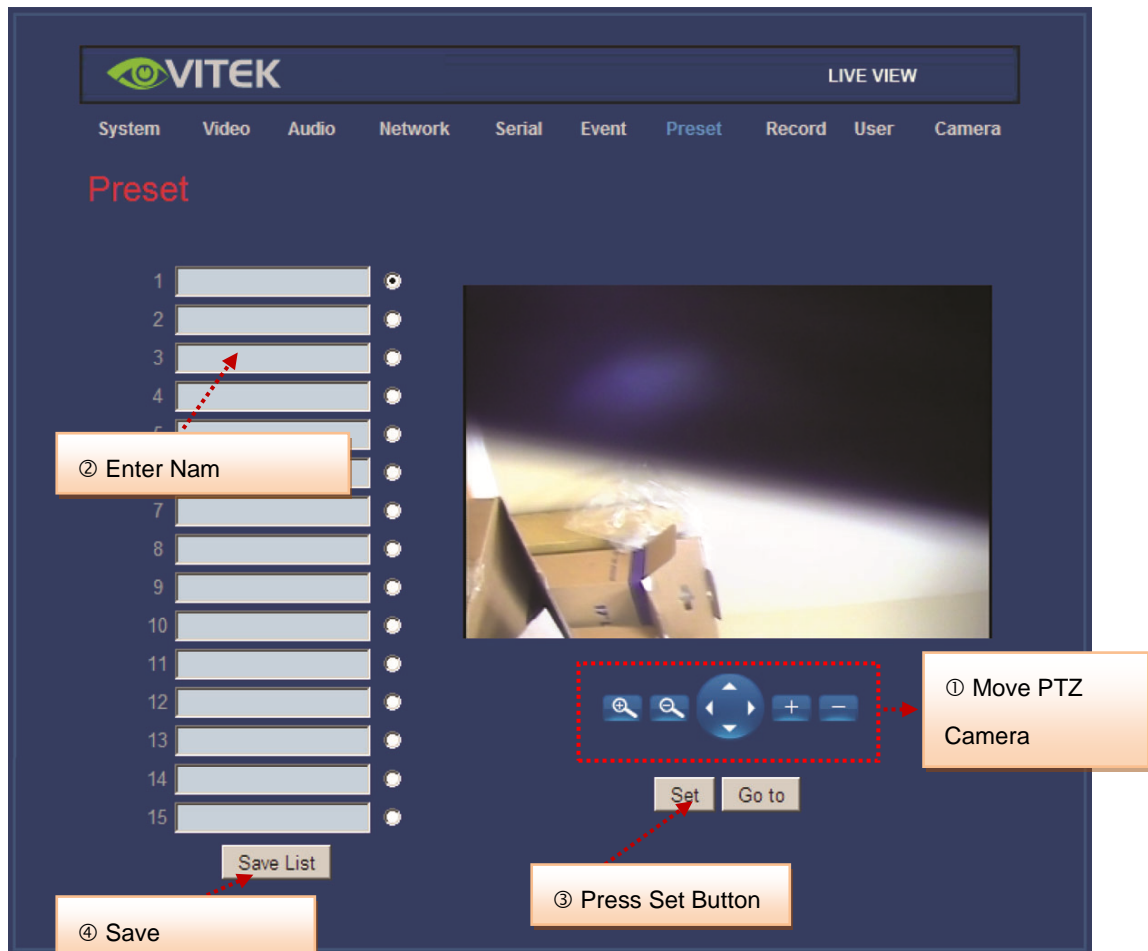 VITEK
LIVE VIEW
System Video Audio Network Serial Event Preset Record User Camera
Preset
1
2
3
4
② Enter Nam
7
8
9
10
11
12
13
14
15
Save List
① Move PTZ
Camera
Set Go to
③ Press Set Button
④ Save